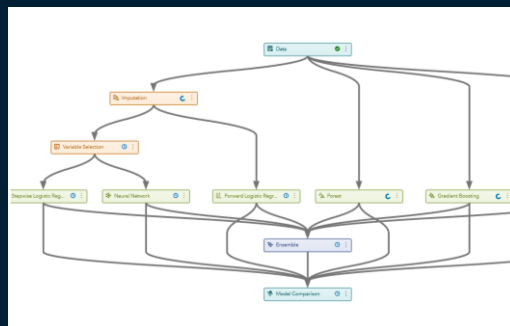 Data
Imputation
Variable Selection
Stepwise Logistic Reg...
Neural Network
Forward Logistic Regr...
Forest
Gradient Boosting
Ensemble
Model Comparison